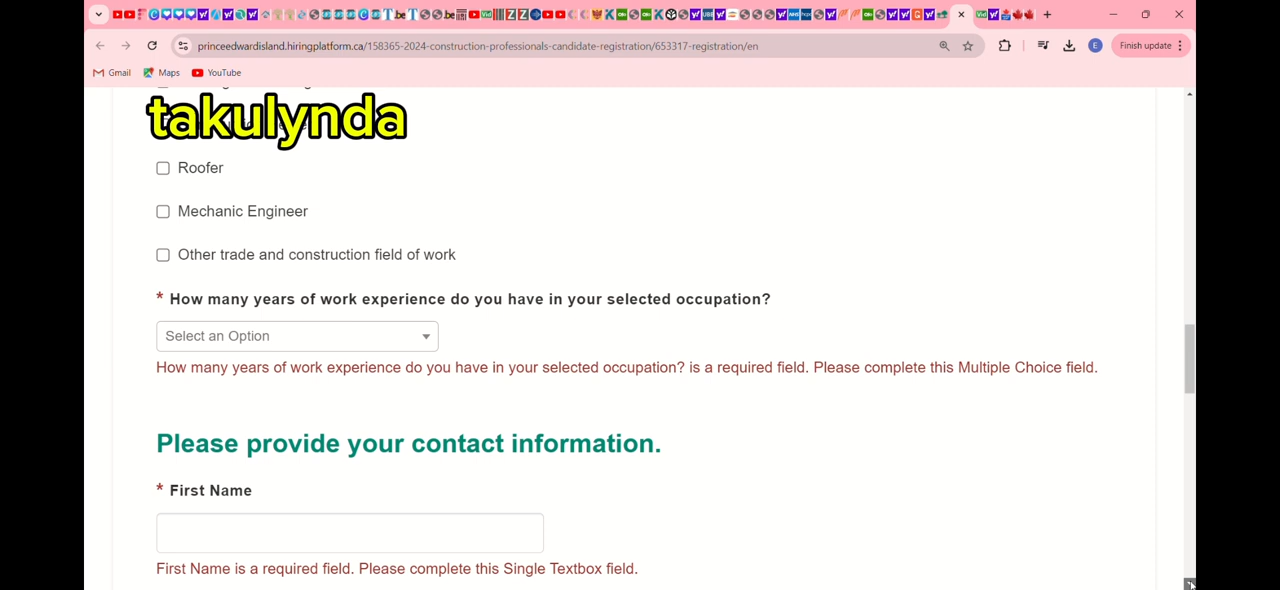 princeedwardisland.hiringplatform.ca/158365-2024-construction-professionals-candidate-registration/653317-registration/en
Finish update
Gmail Maps YouTube
takulynda
Roofer
Mechanic Engineer
Other trade and construction field of work
* How many years of work experience do you have in your selected occupation?
Select an Option
How many years of work experience do you have in your selected occupation? is a required field. Please complete this Multiple Choice field.
Please provide your contact information.
* First Name
First Name is a required field. Please complete this Single Textbox field.